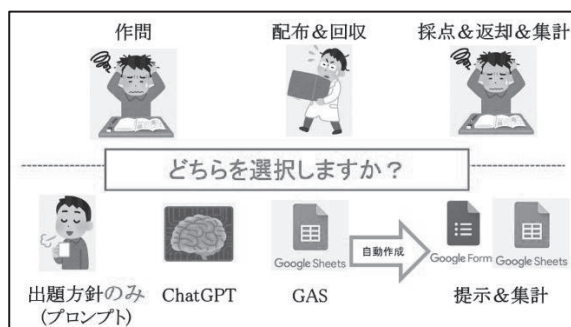 作問
配布&回収
採点&返却&集計
どちらを選択しますか？
自動作成
Google Sheets
Google Form
Google Sheets
出題方針のみ
(プロンプト)
ChatGPT
GAS
提示&集計